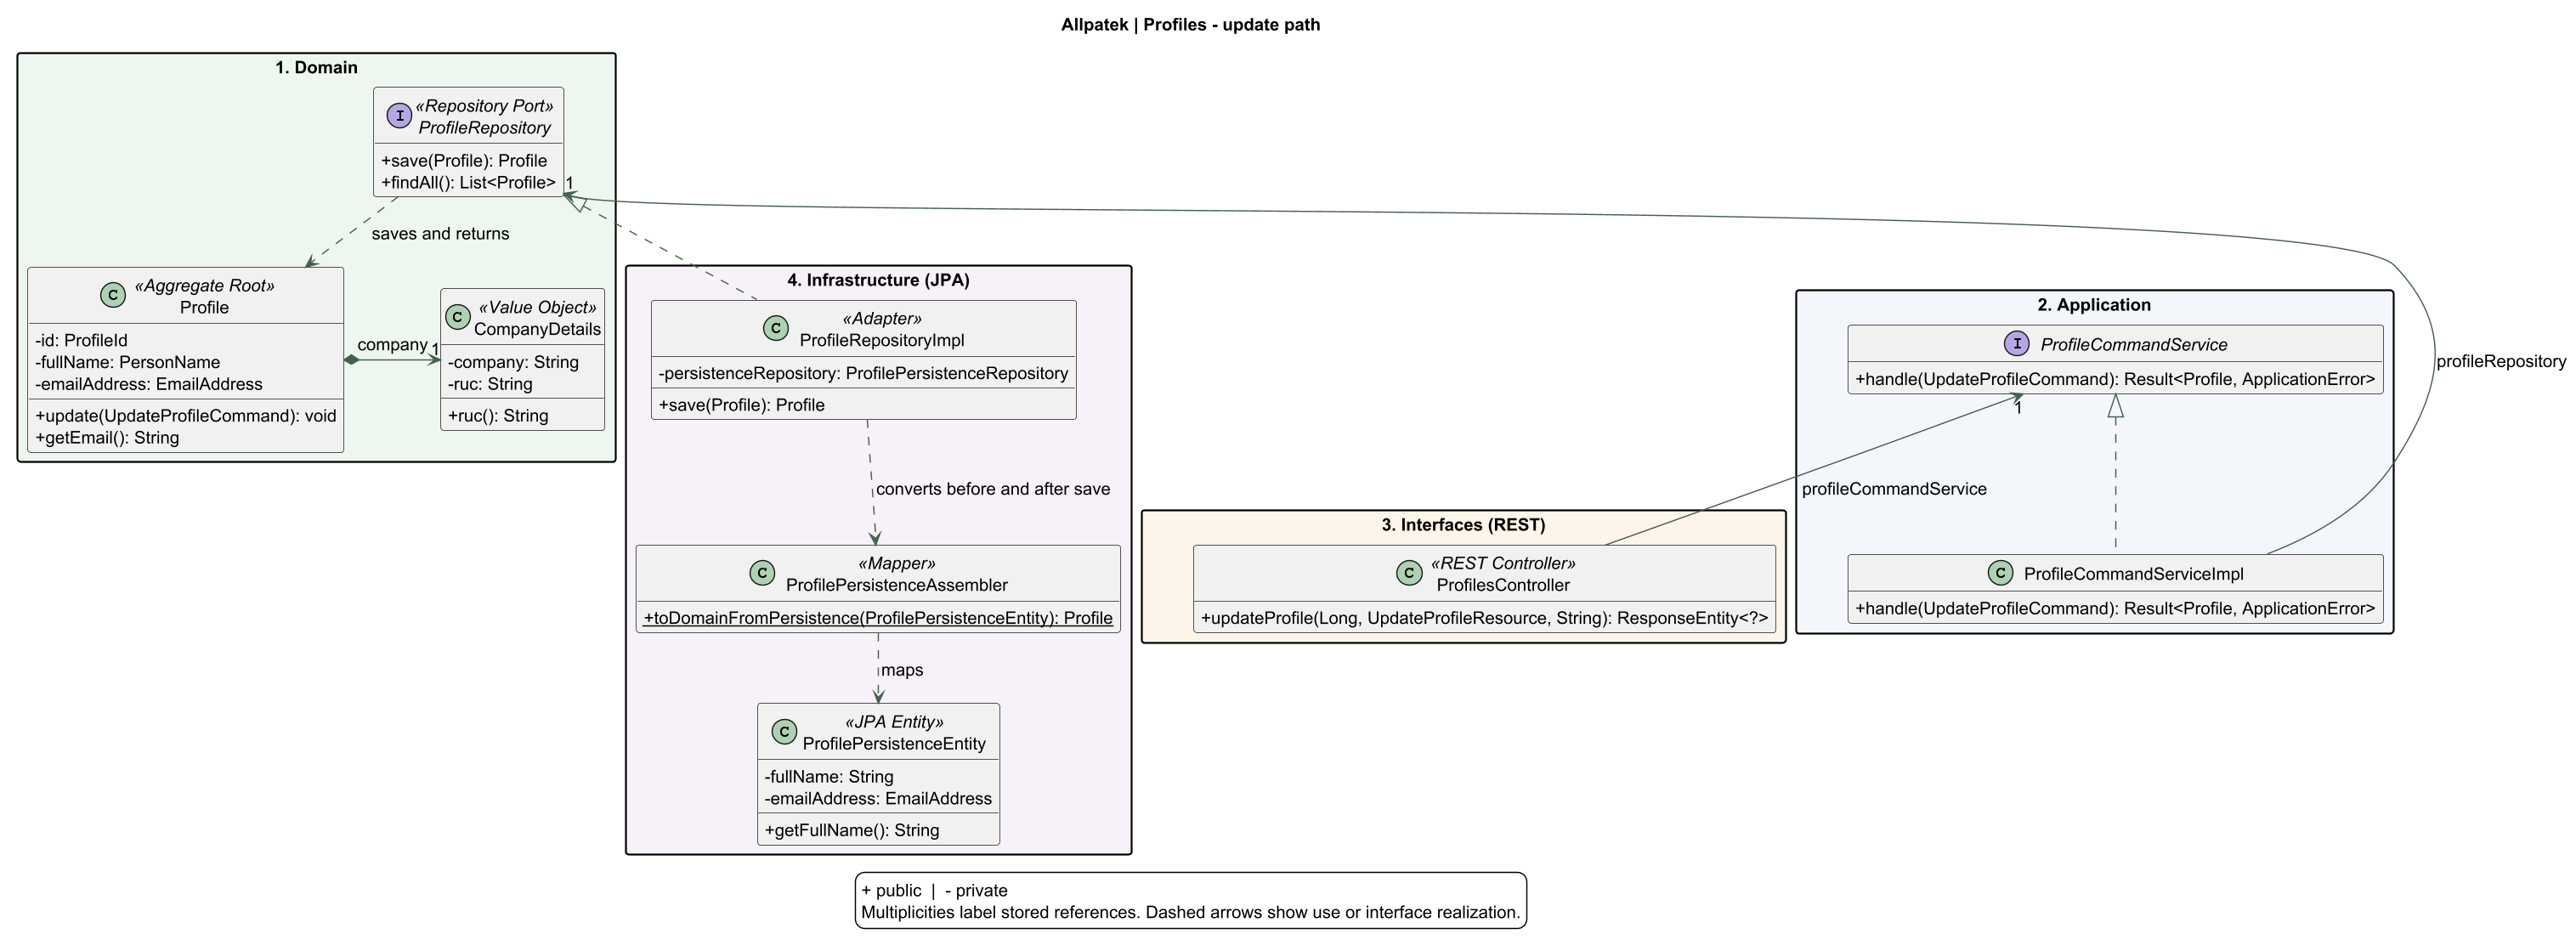 Allpatek | Profiles - update path
1. Domain
«Repository Port»
ProfileRepository
+save(Profile): Profile
+findAll(): List<Profile>
1
saves and returns
«Aggregate Root»
Profile
-id: ProfileId
-fullName: PersonName
-emailAddress: EmailAddress
+update(UpdateProfileCommand): void
+getEmail(): String
company
1
«Value Object»
CompanyDetails
-company: String
-ruc: String
+ruc(): String
4. Infrastructure (JPA)
«Adapter»
ProfileRepositoryImpl
-persistenceRepository: ProfilePersistenceRepository
+save(Profile): Profile
converts before and after save
«Mapper»
ProfilePersistenceAssembler
+toDomainFromPersistence(ProfilePersistenceEntity): Profile
maps
«JPA Entity»
ProfilePersistenceEntity
-fullName: String
-emailAddress: EmailAddress
+getFullName(): String
3. Interfaces (REST)
«REST Controller»
ProfilesController
+updateProfile(Long, UpdateProfileResource, String): ResponseEntity<?>
profileCommandService
2. Application
ProfileCommandService
+handle(UpdateProfileCommand): Result<Profile, ApplicationError>
1
ProfileCommandServiceImpl
+handle(UpdateProfileCommand): Result<Profile, ApplicationError>
profileRepository
+ public | - private
Multiplicities label stored references. Dashed arrows show use or interface realization.